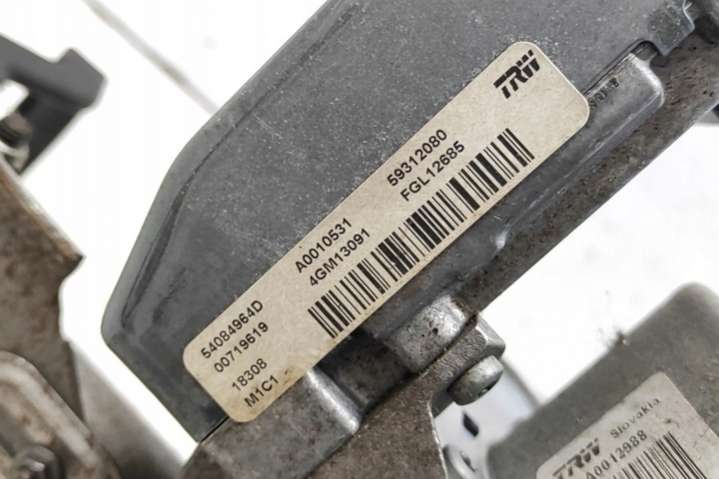 TRW
54084964D A0010531 59312080
00719619 4GM13091 FGL12685
18308
M1C1
TRW Slovakia
A0012988